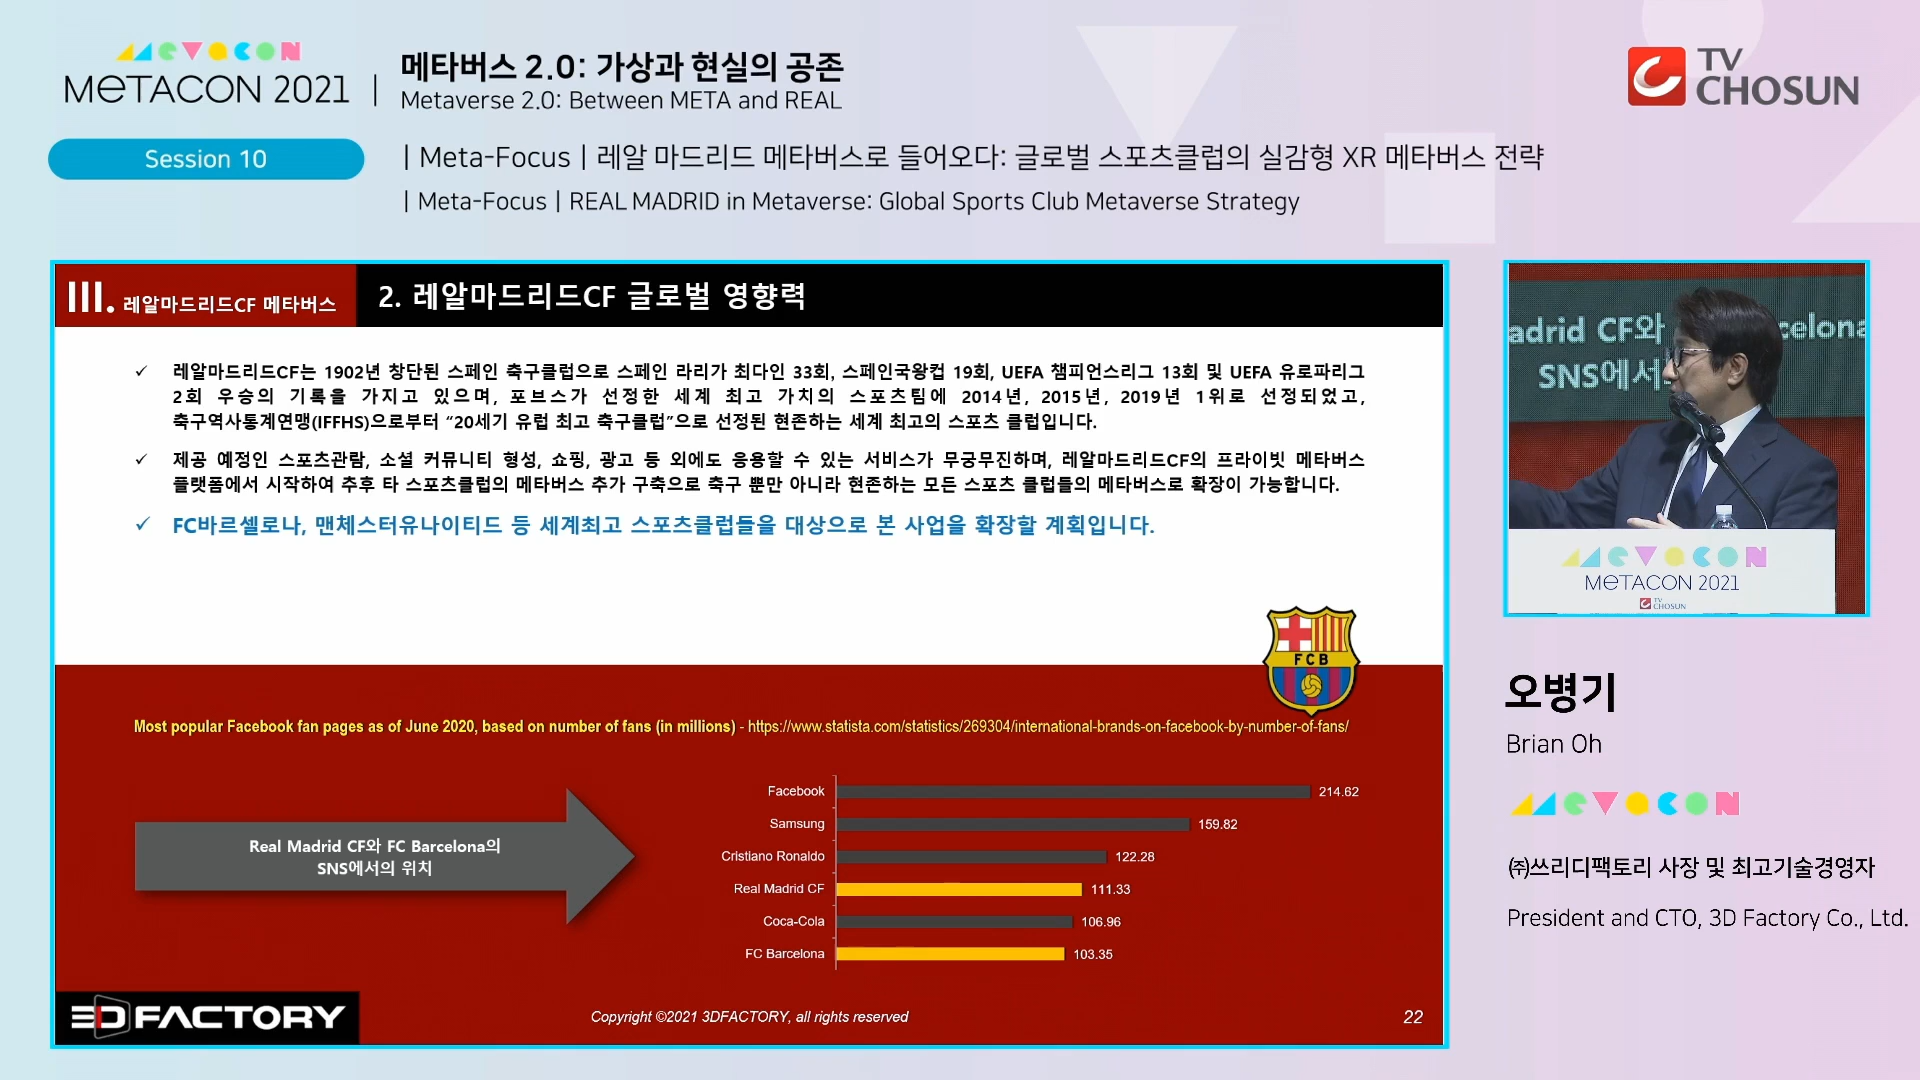 METACON 2021
메타버스 2.0: 가상과 현실의 공존
Metaverse 2.0: Between META and REAL
TV
CHOSUN
Session 10
| Meta-Focus | 레알 마드리드 메타버스로 들어오다: 글로벌 스포츠클럽의 실감형 XR 메타버스 전략
| Meta-Focus | REAL MADRID in Metaverse: Global Sports Club Metaverse Strategy
III. 레알마드리드CF 메타버스
2. 레알마드리드CF 글로벌 영향력
✓ 레알마드리드CF는 1902년 창단된 스페인 축구클럽으로 스페인 라리가 최다인 33회, 스페인국왕컵 19회, UEFA 챔피언스리그 13회 및 UEFA 유로파리그
2회 우승의 기록을 가지고 있으며, 포브스가 선정한 세계 최고 가치의 스포츠팀에 2014년, 2015년, 2019년 1위로 선정되었고,
축구역사통계연맹(IFFHS)으로부터 “20세기 유럽 최고 축구클럽”으로 선정된 현존하는 세계 최고의 스포츠 클럽입니다.
✓ 제공 예정인 스포츠관람, 소셜 커뮤니티 형성, 쇼핑, 광고 등 외에도 응용할 수 있는 서비스가 무궁무진하며, 레알마드리드CF의 프라이빗 메타버스
플랫폼에서 시작하여 추후 타 스포츠클럽의 메타버스 추가 구축으로 축구 뿐만 아니라 현존하는 모든 스포츠 클럽들의 메타버스로 확장이 가능합니다.
✓ FC바르셀로나, 맨체스터유나이티드 등 세계최고 스포츠클럽들을 대상으로 본 사업을 확장할 계획입니다.
FCB
Most popular Facebook fan pages as of June 2020, based on number of fans (in millions) - https://www.statista.com/statistics/269304/international-brands-on-facebook-by-number-of-fans/
Real Madrid CF와 FC Barcelona의
SNS에서의 위치
Facebook 214.62
Samsung 159.82
Cristiano Ronaldo 122.28
Real Madrid CF 111.33
Coca-Cola 106.96
FC Barcelona 103.35
3DFACTORY
Copyright ©2021 3DFACTORY, all rights reserved
22
adrid CF와 celona
SNS에서
METACON 2021
TV
CHOSUN
오병기
Brian Oh
㈜쓰리디팩토리 사장 및 최고기술경영자
President and CTO, 3D Factory Co., Ltd.